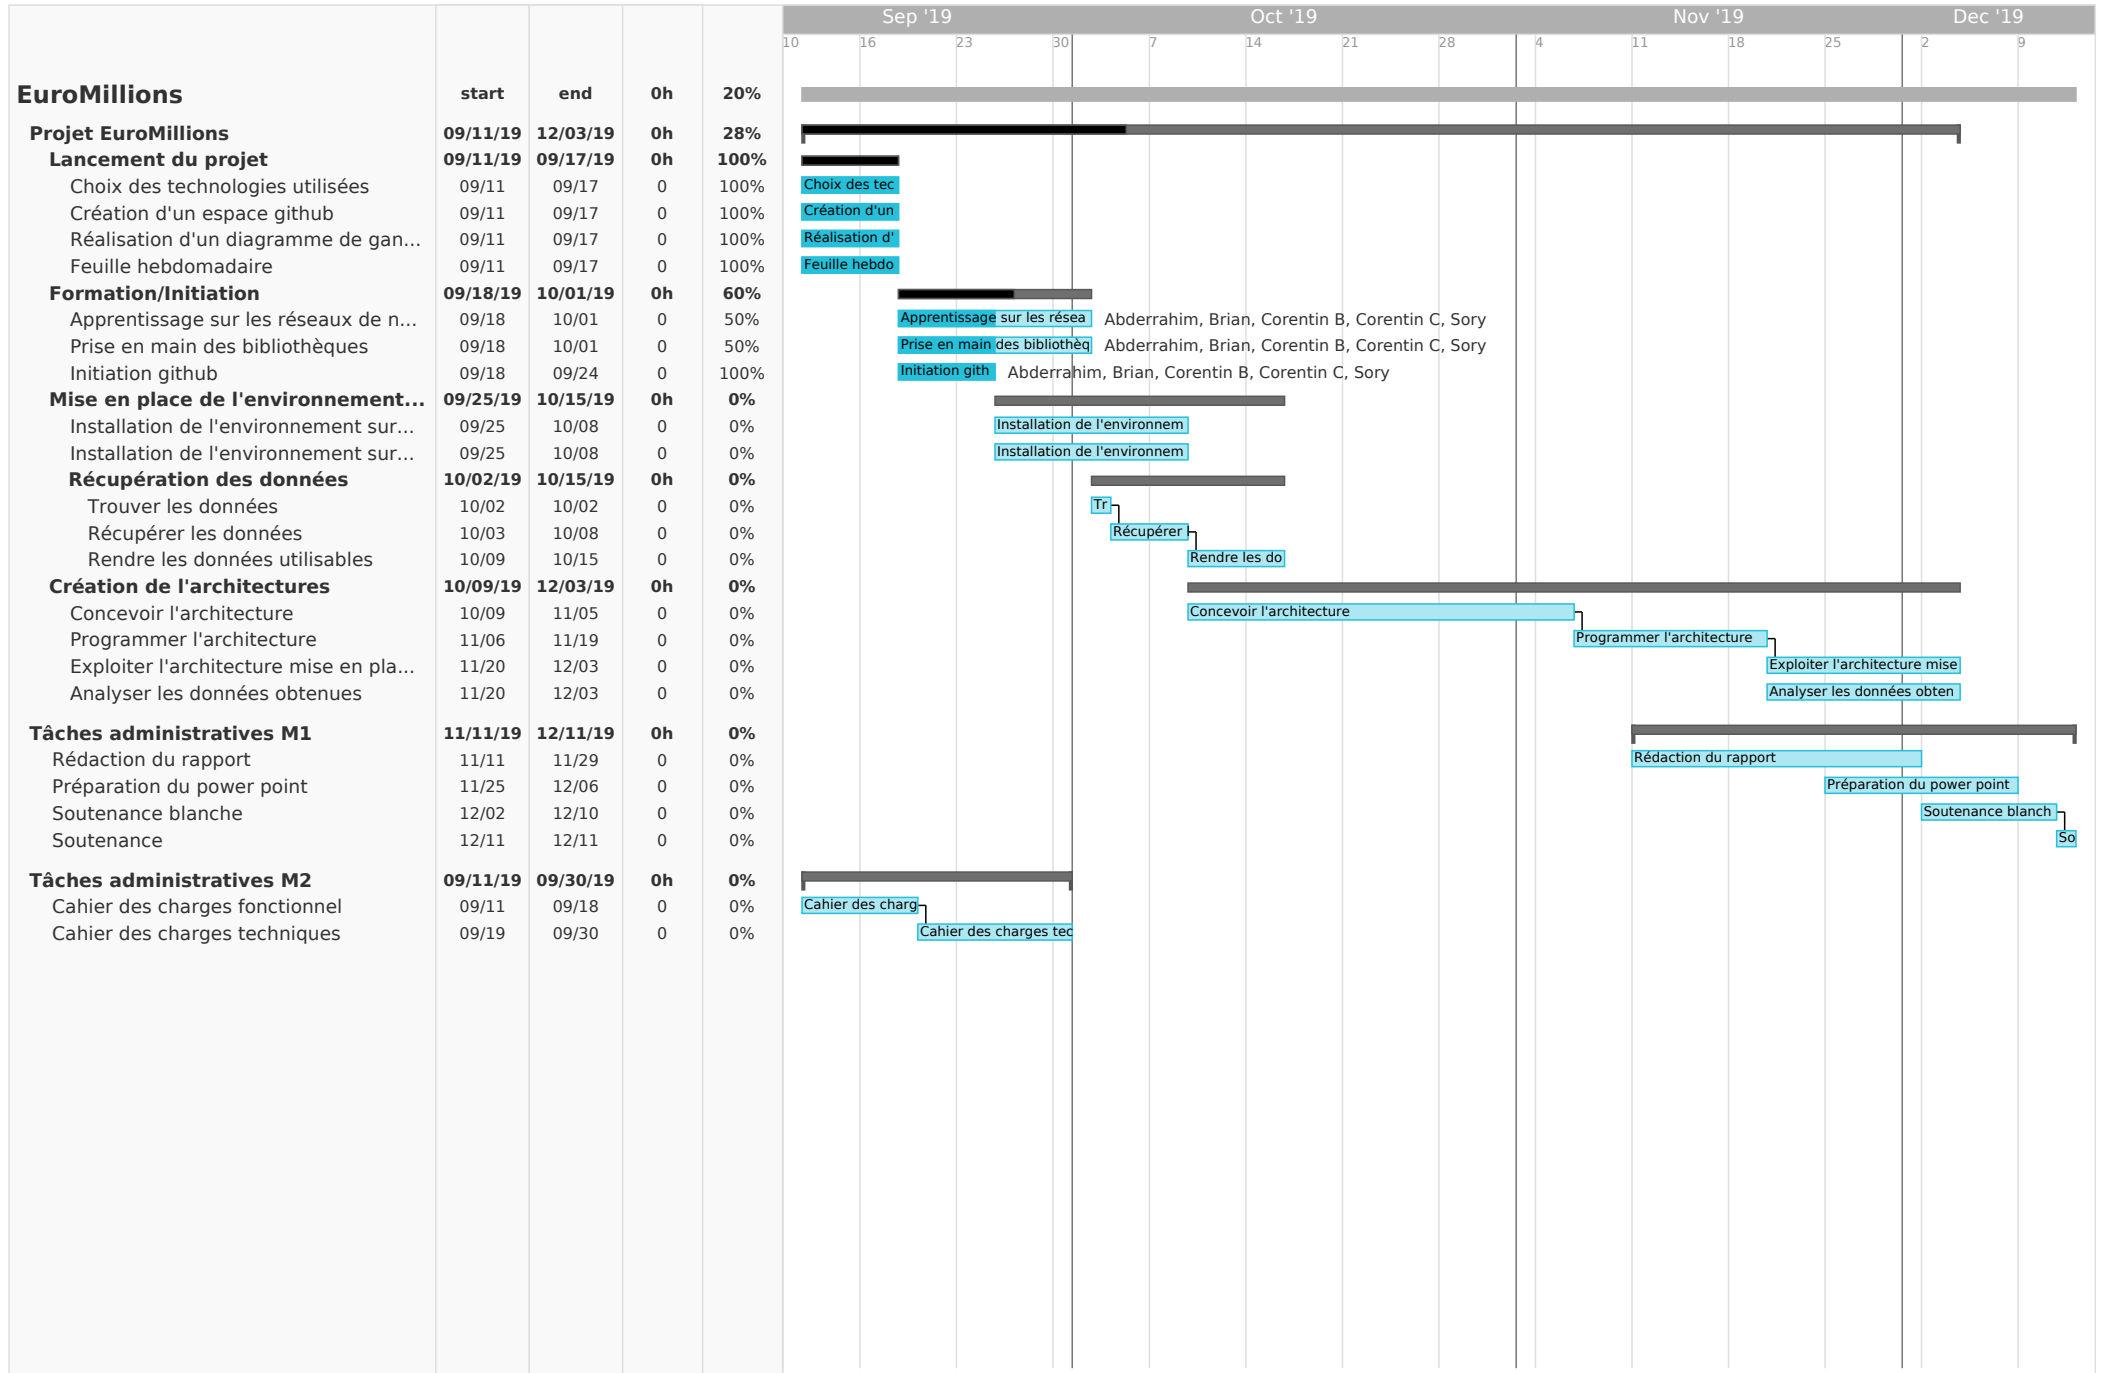 Sep '19 Oct '19 Nov '19 Dec '19
10 16 23 30 7 14 21 28 4 11 18 25 2 9
EuroMillions start end 0h 20%
Projet EuroMillions 09/11/19 12/03/19 0h 28%
Lancement du projet 09/11/19 09/17/19 0h 100%
Choix des technologies utilisées 09/11 09/17 0 100% Choix des tec
Création d'un espace github 09/11 09/17 0 100% Création d'un
Réalisation d'un diagramme de gan... 09/11 09/17 0 100% Réalisation d'
Feuille hebdomadaire 09/11 09/17 0 100% Feuille hebdo
Formation/Initiation 09/18/19 10/01/19 0h 60%
Apprentissage sur les réseaux de n... 09/18 10/01 0 50% Apprentissage sur les résea Abderrahim, Brian, Corentin B, Corentin C, Sory
Prise en main des bibliothèques 09/18 10/01 0 50% Prise en main des bibliothèq Abderrahim, Brian, Corentin B, Corentin C, Sory
Initiation github 09/18 09/24 0 100% Initiation gith Abderrahim, Brian, Corentin B, Corentin C, Sory
Mise en place de l'environnement... 09/25/19 10/15/19 0h 0%
Installation de l'environnement sur... 09/25 10/08 0 0% Installation de l'environnem
Installation de l'environnement sur... 09/25 10/08 0 0% Installation de l'environnem
Récupération des données 10/02/19 10/15/19 0h 0%
Trouver les données 10/02 10/02 0 0% Tr
Récupérer les données 10/03 10/08 0 0% Récupérer l
Rendre les données utilisables 10/09 10/15 0 0% Rendre les do
Création de l'architectures 10/09/19 12/03/19 0h 0%
Concevoir l'architecture 10/09 11/05 0 0% Concevoir l'architecture
Programmer l'architecture 11/06 11/19 0 0% Programmer l'architecture
Exploiter l'architecture mise en pla... 11/20 12/03 0 0% Exploiter l'architecture mise
Analyser les données obtenues 11/20 12/03 0 0% Analyser les données obten
Tâches administratives M1 11/11/19 12/11/19 0h 0%
Rédaction du rapport 11/11 11/29 0 0% Rédaction du rapport
Préparation du power point 11/25 12/06 0 0% Préparation du power point
Soutenance blanche 12/02 12/10 0 0% Soutenance blanch
Soutenance 12/11 12/11 0 0% So
Tâches administratives M2 09/11/19 09/30/19 0h 0%
Cahier des charges fonctionnel 09/11 09/18 0 0% Cahier des charg
Cahier des charges techniques 09/19 09/30 0 0% Cahier des charges tec